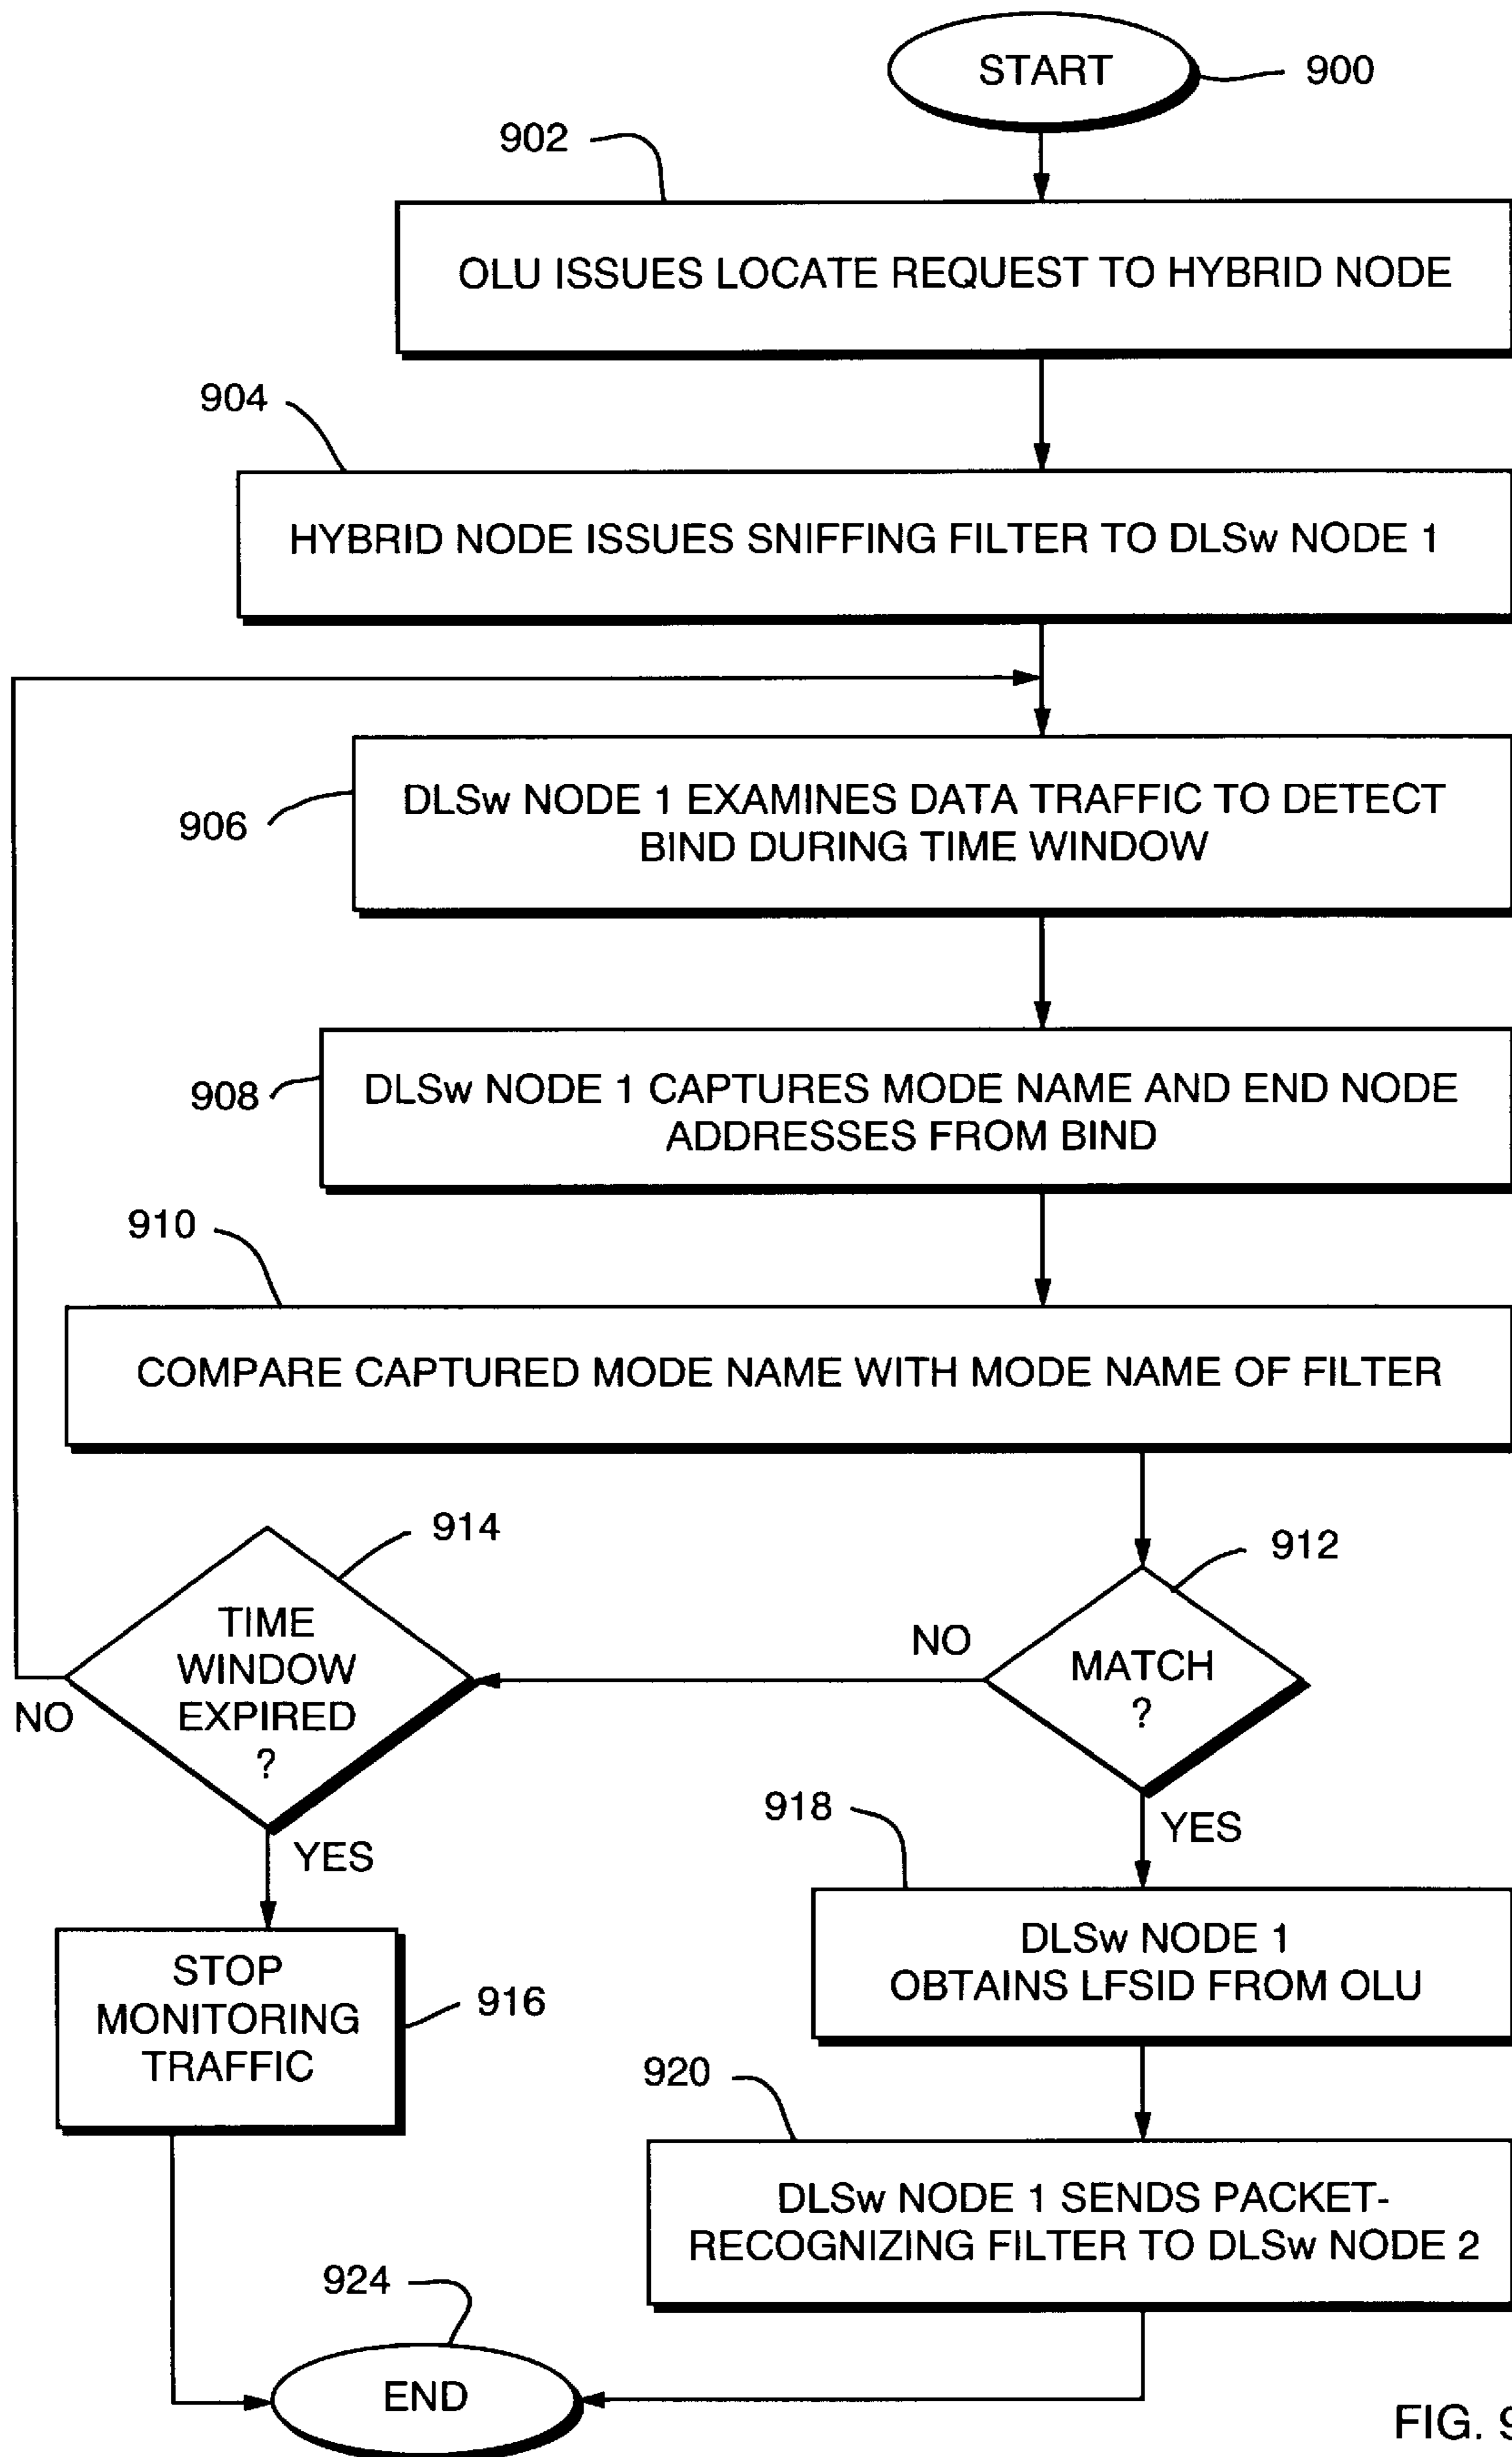 START
900
902
OLU ISSUES LOCATE REQUEST TO HYBRID NODE
904
HYBRID NODE ISSUES SNIFFING FILTER TO DLSw NODE 1
906
DLSw NODE 1 EXAMINES DATA TRAFFIC TO DETECT
BIND DURING TIME WINDOW
908
DLSw NODE 1 CAPTURES MODE NAME AND END NODE
ADDRESSES FROM BIND
910
COMPARE CAPTURED MODE NAME WITH MODE NAME OF FILTER
914
912
TIME
WINDOW
EXPIRED
?
NO
NO
MATCH
?
YES
918
YES
STOP
MONITORING
TRAFFIC
916
DLSw NODE 1
OBTAINS LFSID FROM OLU
920
DLSw NODE 1 SENDS PACKET-
RECOGNIZING FILTER TO DLSw NODE 2
924
END
FIG. 9